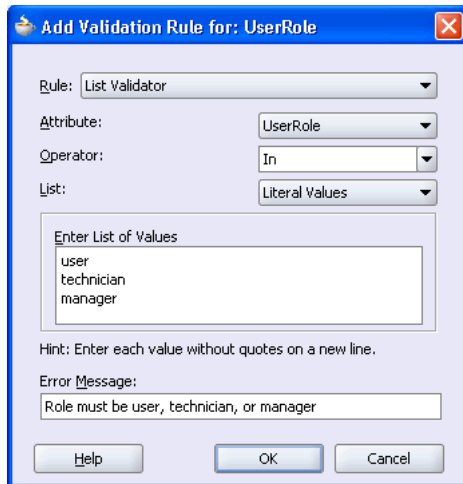 Add Validation Rule for: UserRole
Rule: List Validator
Attribute: UserRole
Operator: In
List: Literal Values
Enter List of Values
user
technician
manager
Hint: Enter each value without quotes on a new line.
Error Message:
Role must be user, technician, or manager
Help OK Cancel